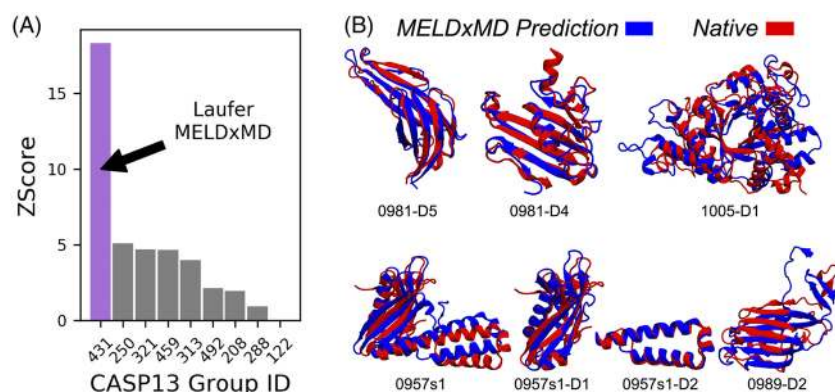 (A)
ZScore
15
10
5
0
Laufer
MELDxMD
431 250 321 459 313 492 208 288 122
CASP13 Group ID
(B)
MELDxMD Prediction Native
0981-D5 0981-D4 1005-D1
0957s1 0957s1-D1 0957s1-D2 0989-D2